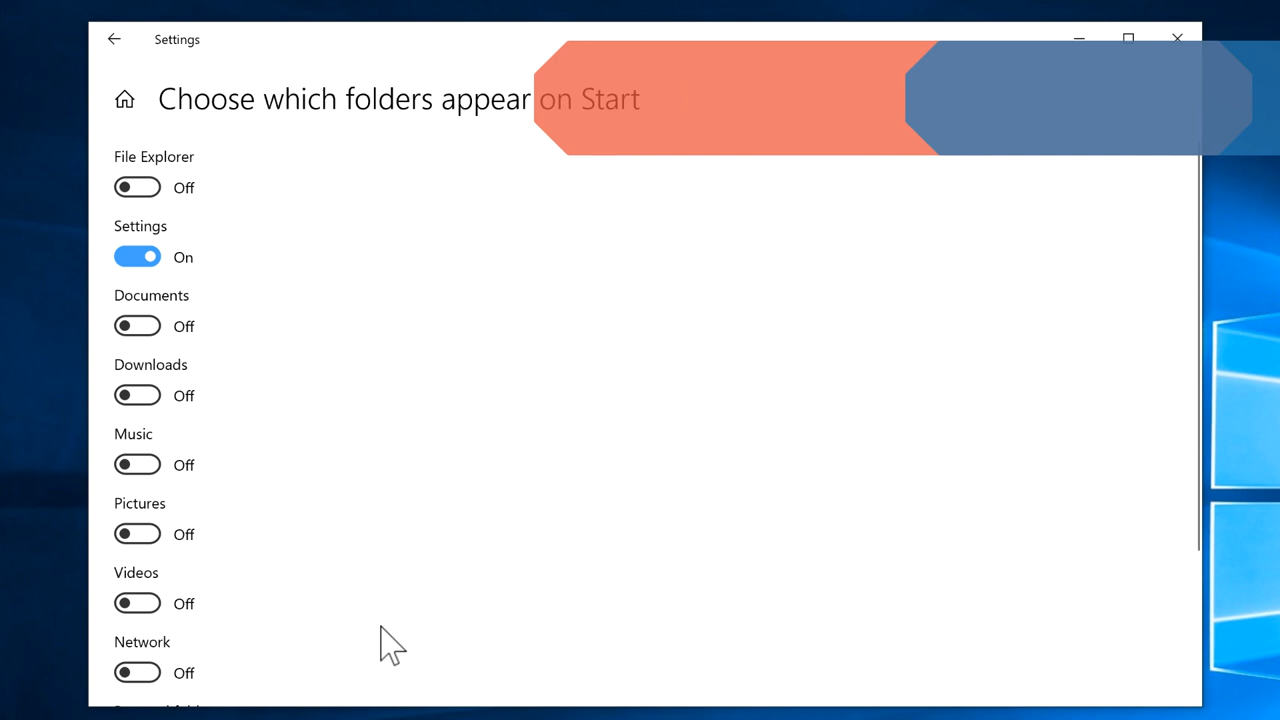 Settings
Choose which folders appear on Start
File Explorer
Off
Settings
On
Documents
Off
Downloads
Off
Music
Off
Pictures
Off
Videos
Off
Network
Off